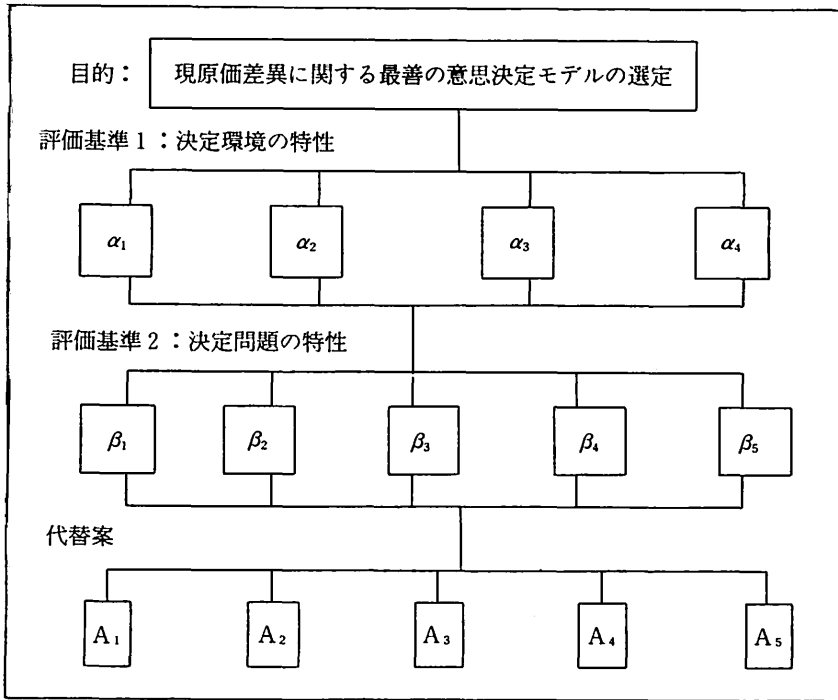 目的： 現原価差異に関する最善の意思決定モデルの選定
評価基準1：決定環境の特性
α₁ α₂ α₃ α₄
評価基準2：決定問題の特性
β₁ β₂ β₃ β₄ β₅
代替案
A₁ A₂ A₃ A₄ A₅